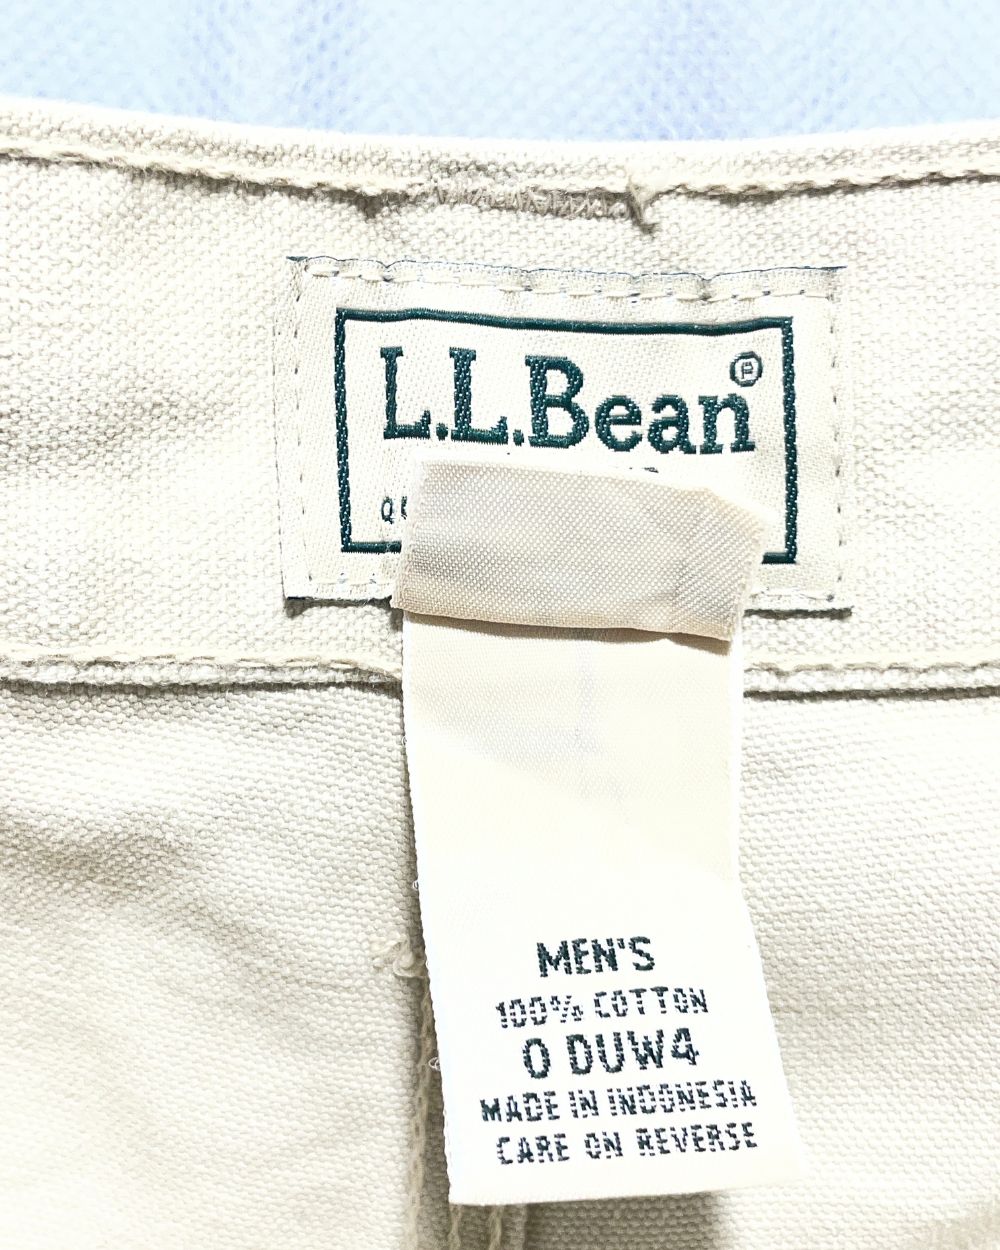 L.L.Bean®
MEN'S
100% COTTON
0 DUW4
MADE IN INDONESIA
CARE ON REVERSE